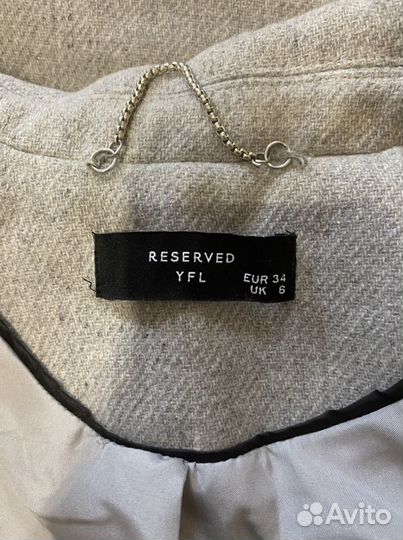 RESERVED
YFL
EUR 34
UK 6
Avito